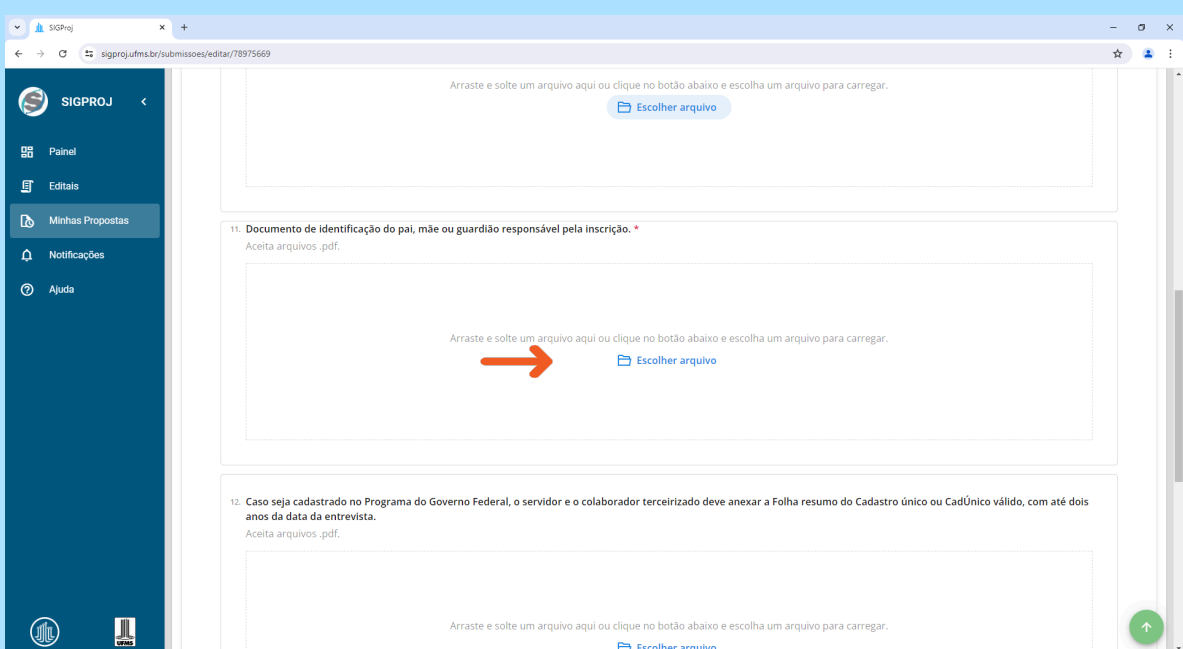 SIGProj
sigproj.ufms.br/submissoes/editar/78975669
SIGPROJ
Painel
Editais
Minhas Propostas
Notificações
Ajuda
UFMS
Arraste e solte um arquivo aqui ou clique no botão abaixo e escolha um arquivo para carregar.
Escolher arquivo
11. Documento de identificação do pai, mãe ou guardião responsável pela inscrição. *
Aceita arquivos .pdf.
Arraste e solte um arquivo aqui ou clique no botão abaixo e escolha um arquivo para carregar.
Escolher arquivo
12. Caso seja cadastrado no Programa do Governo Federal, o servidor e o colaborador terceirizado deve anexar a Folha resumo do Cadastro único ou CadÚnico válido, com até dois
anos da data da entrevista.
Aceita arquivos .pdf.
Arraste e solte um arquivo aqui ou clique no botão abaixo e escolha um arquivo para carregar.
Escolher arquivo